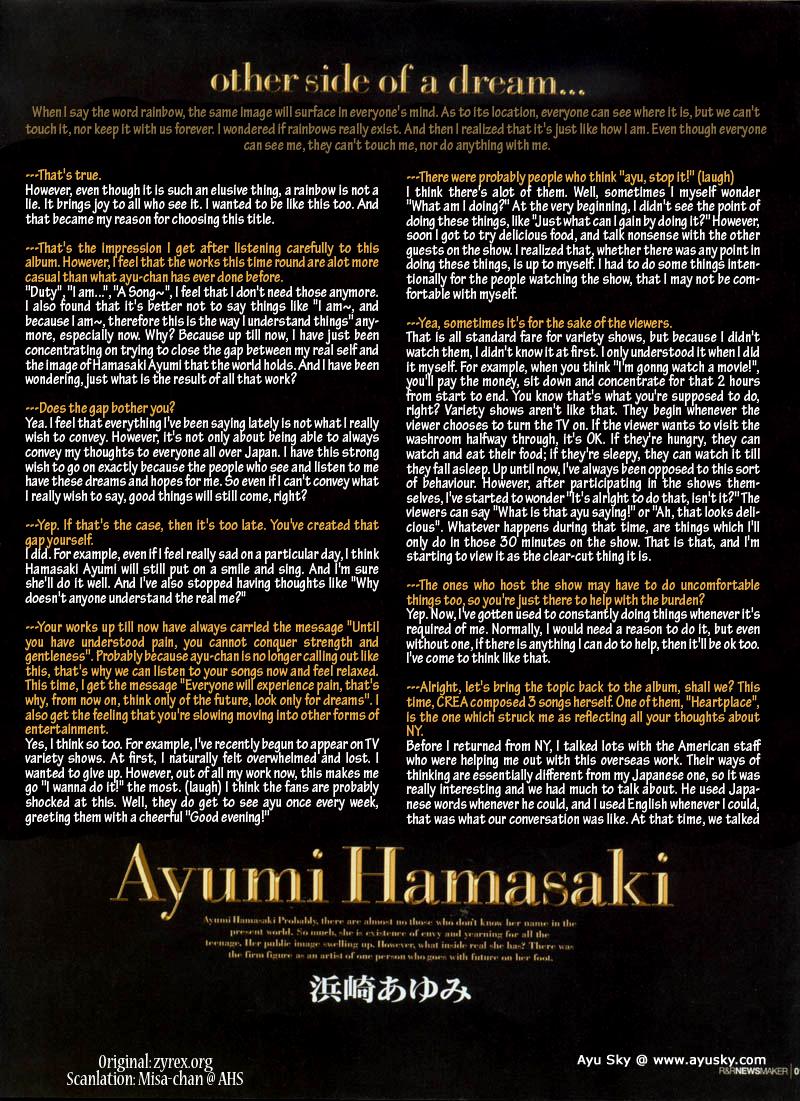 other side of a dream...
When I say the word rainbow, the same image will surface in everyone's mind. As to its location, everyone can see where it is, but we can't
touch it, nor keep it with us forever. I wondered if rainbows really exist. And then I realized that it's just like how I am. Even though everyone
can see me, they can't touch me, nor do anything with me.
---That's true.
However, even though it is such an elusive thing, a rainbow is not a
lie. It brings joy to all who see it. I wanted to be like this too. And
that became my reason for choosing this title.
---That's the impression I get after listening carefully to this
album. However, I feel that the works this time round are alot more
casual than what ayu-chan has ever done before.
"Duty", "I am...", "A Song~", I feel that I don't need those anymore.
I also found that it's better not to say things like "I am~, and
because I am~, therefore this is the way I understand things" any-
more, especially now. Why? Because up till now, I have just been
concentrating on trying to close the gap between my real self and
the image of Hamasaki Ayumi that the world holds. And I have been
wondering, just what is the result of all that work?
---Does the gap bother you?
Yea. I feel that everything I've been saying lately is not what I really
wish to convey. However, it's not only about being able to always
convey my thoughts to everyone all over Japan. I have this strong
wish to go on exactly because the people who see and listen to me
have these dreams and hopes for me. So even if I can't convey what
I really wish to say, good things will still come, right?
---Yep. If that's the case, then it's too late. You've created that
gap yourself.
I did. For example, even if I feel really sad on a particular day, I think
Hamasaki Ayumi will still put on a smile and sing. And I'm sure
she'll do it well. And I've also stopped having thoughts like "Why
doesn't anyone understand the real me?"
---Your works up till now have always carried the message "Until
you have understood pain, you cannot conquer strength and
gentleness". Probably because ayu-chan is no longer calling out like
this, that's why we can listen to your songs now and feel relaxed.
This time, I get the message "Everyone will experience pain, that's
why, from now on, think only of the future, look only for dreams". I
also get the feeling that you're slowing moving into other forms of
entertainment.
Yes, I think so too. For example, I've recently begun to appear on TV
variety shows. At first, I naturally felt overwhelmed and lost. I
wanted to give up. However, out of all my work now, this makes me
go "I wanna do it!" the most. (laugh) I think the fans are probably
shocked at this. Well, they do get to see ayu once every week,
greeting them with a cheerful "Good evening!"
---There were probably people who think "ayu, stop it!" (laugh)
I think there's alot of them. Well, sometimes I myself wonder
"What am I doing?" At the very beginning, I didn't see the point of
doing these things, like "Just what can I gain by doing it?" However,
soon I got to try delicious food, and talk nonsense with the other
guests on the show. I realized that, whether there was any point in
doing these things, is up to myself. I had to do some things inten-
tionally for the people watching the show, that I may not be com-
fortable with myself.
---Yea, sometimes it's for the sake of the viewers.
That is all standard fare for variety shows, but because I didn't
watch them, I didn't know it at first. I only understood it when I did
it myself. For example, when you think "I'm gonng watch a movie!",
you'll pay the money, sit down and concentrate for that 2 hours
from start to end. You know that's what you're supposed to do,
right? Variety shows aren't like that. They begin whenever the
viewer chooses to turn the TV on. If the viewer wants to visit the
washroom halfway through, it's OK. If they're hungry, they can
watch and eat their food; if they're sleepy, they can watch it till
they fall asleep. Up until now, I've always been opposed to this sort
of behaviour. However, after participating in the shows them-
selves, I've started to wonder "It's alright to do that, isn't it?" The
viewers can say "What is that ayu saying!" or "Ah, that looks deli-
cious". Whatever happens during that time, are things which I'll
only do in those 30 minutes on the show. That is that, and I'm
starting to view it as the clear-cut thing it is.
---The ones who host the show may have to do uncomfortable
things too, so you're just there to help with the burden?
Yep. Now, I've gotten used to constantly doing things whenever it's
required of me. Normally, I would need a reason to do it, but even
without one, if there is anything I can do to help, then it'll be ok too.
I've come to think like that.
---Alright, let's bring the topic back to the album, shall we? This
time, CREA composed 3 songs herself. One of them, "Heartplace",
is the one which struck me as reflecting all your thoughts about
NY.
Before I returned from NY, I talked lots with the American staff
who were helping me out with this overseas work. Their ways of
thinking are essentially different from my Japanese one, so it was
really interesting and we had much to talk about. He used Japa-
nese words whenever he could, and I used English whenever I could,
that was what our conversation was like. At that time, we talked
Ayumi Hamasaki
Ayumi Hamasaki Probably, there are almost no those who don't know her name in the
present world. So much, she is existence of envy and yearning for all the
teenage. Her public image swelling up. However, what inside real she has? There was
the firm figure as an artist of one person who goes with future on her foot.
浜崎あゆみ
Original: zyrex.org
Scanlation: Misa-chan @ AHS
Ayu Sky @ www.ayusky.com
R&R NEWSMAKER | 0